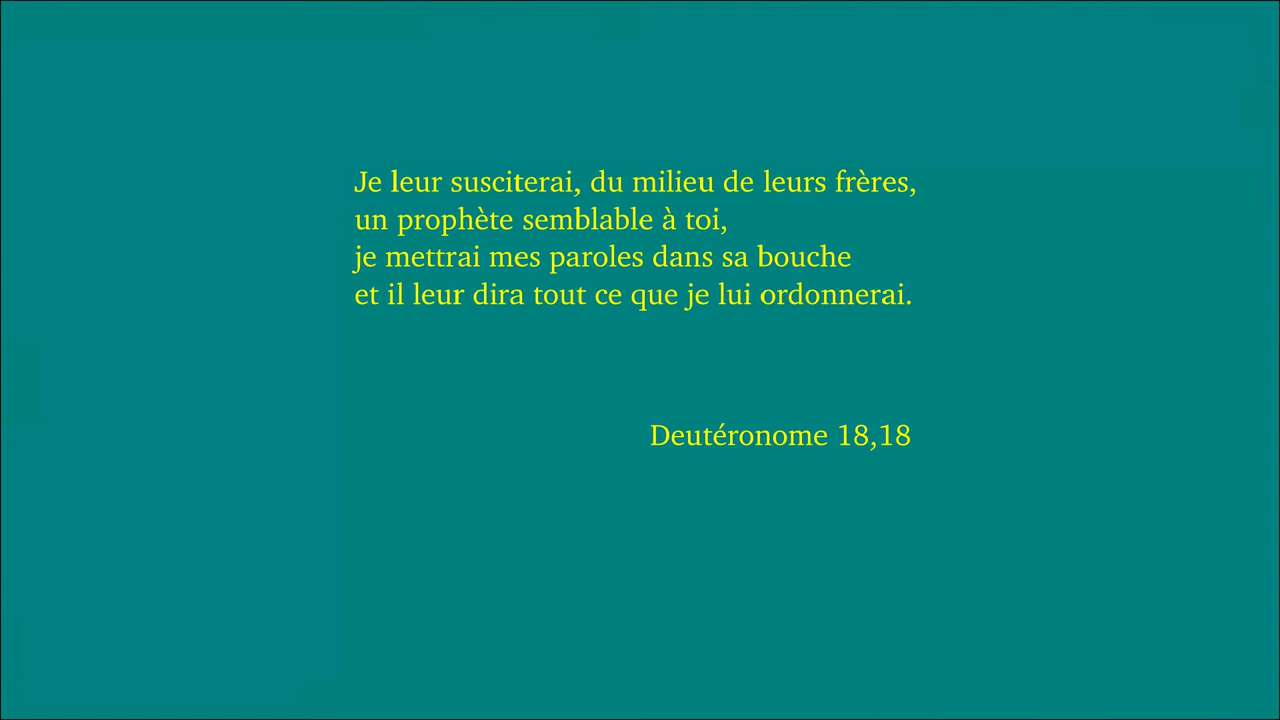 Je leur susciterai, du milieu de leurs frères,
un prophète semblable à toi,
je mettrai mes paroles dans sa bouche
et il leur dira tout ce que je lui ordonnerai.
Deutéronome 18,18